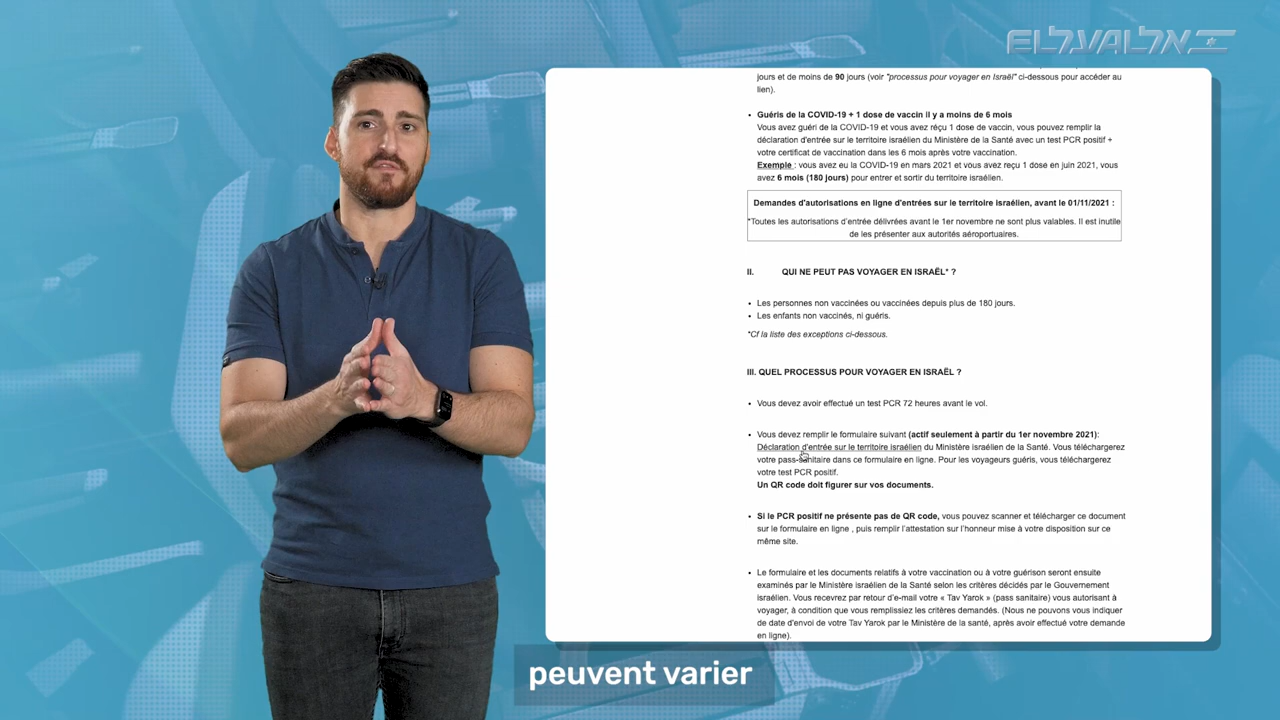 EL אל על EL
jours et de moins de 90 jours (voir "processus pour voyager en Israël" ci-dessous pour accéder au
lien).
• Guéris de la COVID-19 + 1 dose de vaccin il y a moins de 6 mois
Vous avez guéri de la COVID-19 et vous avez réçu 1 dose de vaccin, vous pouvez remplir la
déclaration d'entrée sur le territoire israélien du Ministère de la Santé avec un test PCR positif +
votre certificat de vaccination dans les 6 mois après votre vaccination.
Exemple : vous avez eu la COVID-19 en mars 2021 et vous avez reçu 1 dose en juin 2021, vous
avez 6 mois (180 jours) pour entrer et sortir du territoire israélien.
Demandes d'autorisations en ligne d'entrées sur le territoire israélien, avant le 01/11/2021 :
*Toutes les autorisations d'entrée délivrées avant le 1er novembre ne sont plus valables. Il est inutile
de les présenter aux autorités aéroportuaires.
II. QUI NE PEUT PAS VOYAGER EN ISRAËL* ?
• Les personnes non vaccinées ou vaccinées depuis plus de 180 jours.
• Les enfants non vaccinés, ni guéris.
*Cf la liste des exceptions ci-dessous.
III. QUEL PROCESSUS POUR VOYAGER EN ISRAËL ?
• Vous devez avoir effectué un test PCR 72 heures avant le vol.
• Vous devez remplir le formulaire suivant (actif seulement à partir du 1er novembre 2021):
Déclaration d'entrée sur le territoire israélien du Ministère israélien de la Santé. Vous téléchargerez
votre pass-sanitaire dans ce formulaire en ligne. Pour les voyageurs guéris, vous téléchargerez
votre test PCR positif.
Un QR code doit figurer sur vos documents.
• Si le PCR positif ne présente pas de QR code, vous pouvez scanner et télécharger ce document
sur le formulaire en ligne , puis remplir l'attestation sur l'honneur mise à votre disposition sur ce
même site.
• Le formulaire et les documents relatifs à votre vaccination ou à votre guérison seront ensuite
examinés par le Ministère israélien de la Santé selon les critères décidés par le Gouvernement
israélien. Vous recevrez par retour d'e-mail votre « Tav Yarok » (pass sanitaire) vous autorisant à
voyager, à condition que vous remplissiez les critères demandés. (Nous ne pouvons vous indiquer
de date d'envoi de votre Tav Yarok par le Ministère de la santé, après avoir effectué votre demande
en ligne).
peuvent varier